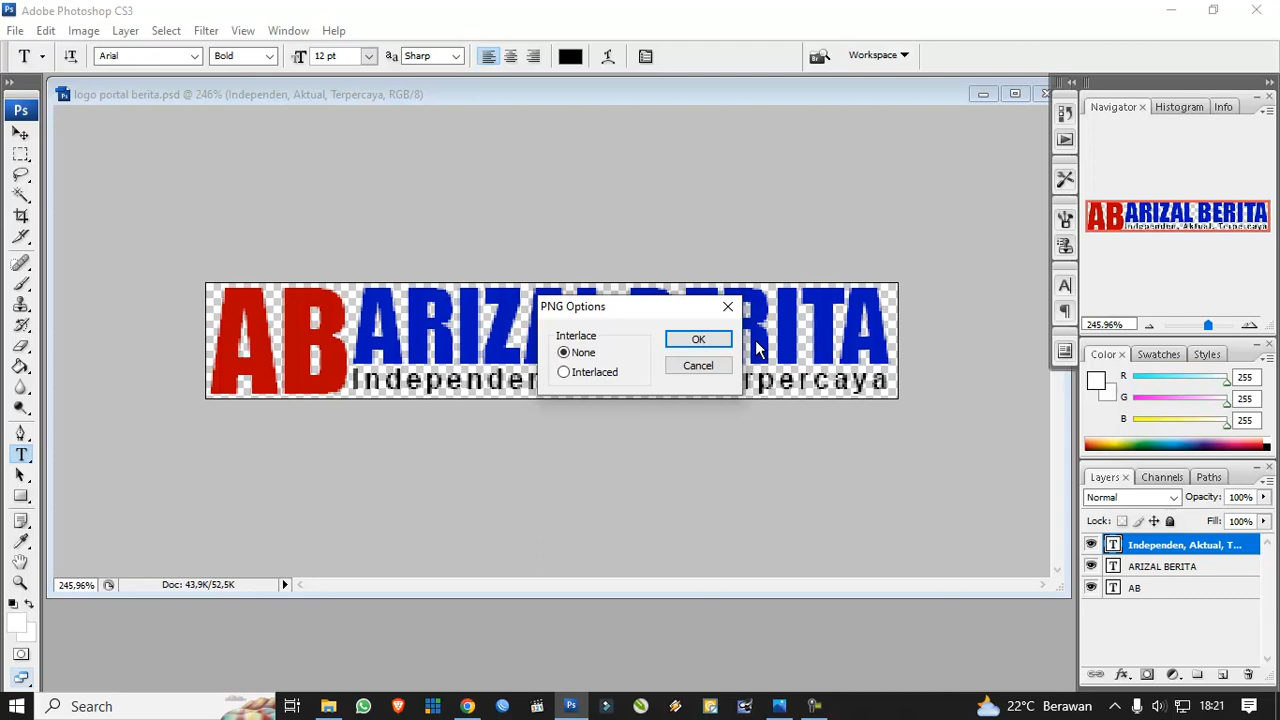 Adobe Photoshop CS3
File Edit Image Layer Select Filter View Window Help
T Arial Bold 12 pt aa Sharp Workspace
logo portal berita.psd @ 246% (Independen, Aktual, Terpercaya, RGB/8)
Ps
Navigator Histogram Info
AB ARIZAL BERITA
Independen, Aktual, Terpercaya
245.96%
PNG Options
Interlace
None
Interlaced
OK
Cancel
Color Swatches Styles
R 255
G 255
B 255
Layers Channels Paths
Normal Opacity: 100%
Lock: Fill: 100%
Independen, Aktual, T...
ARIZAL BERITA
AB
245,96% Doc: 43,9K/52,5K
Search
22°C Berawan 18:21